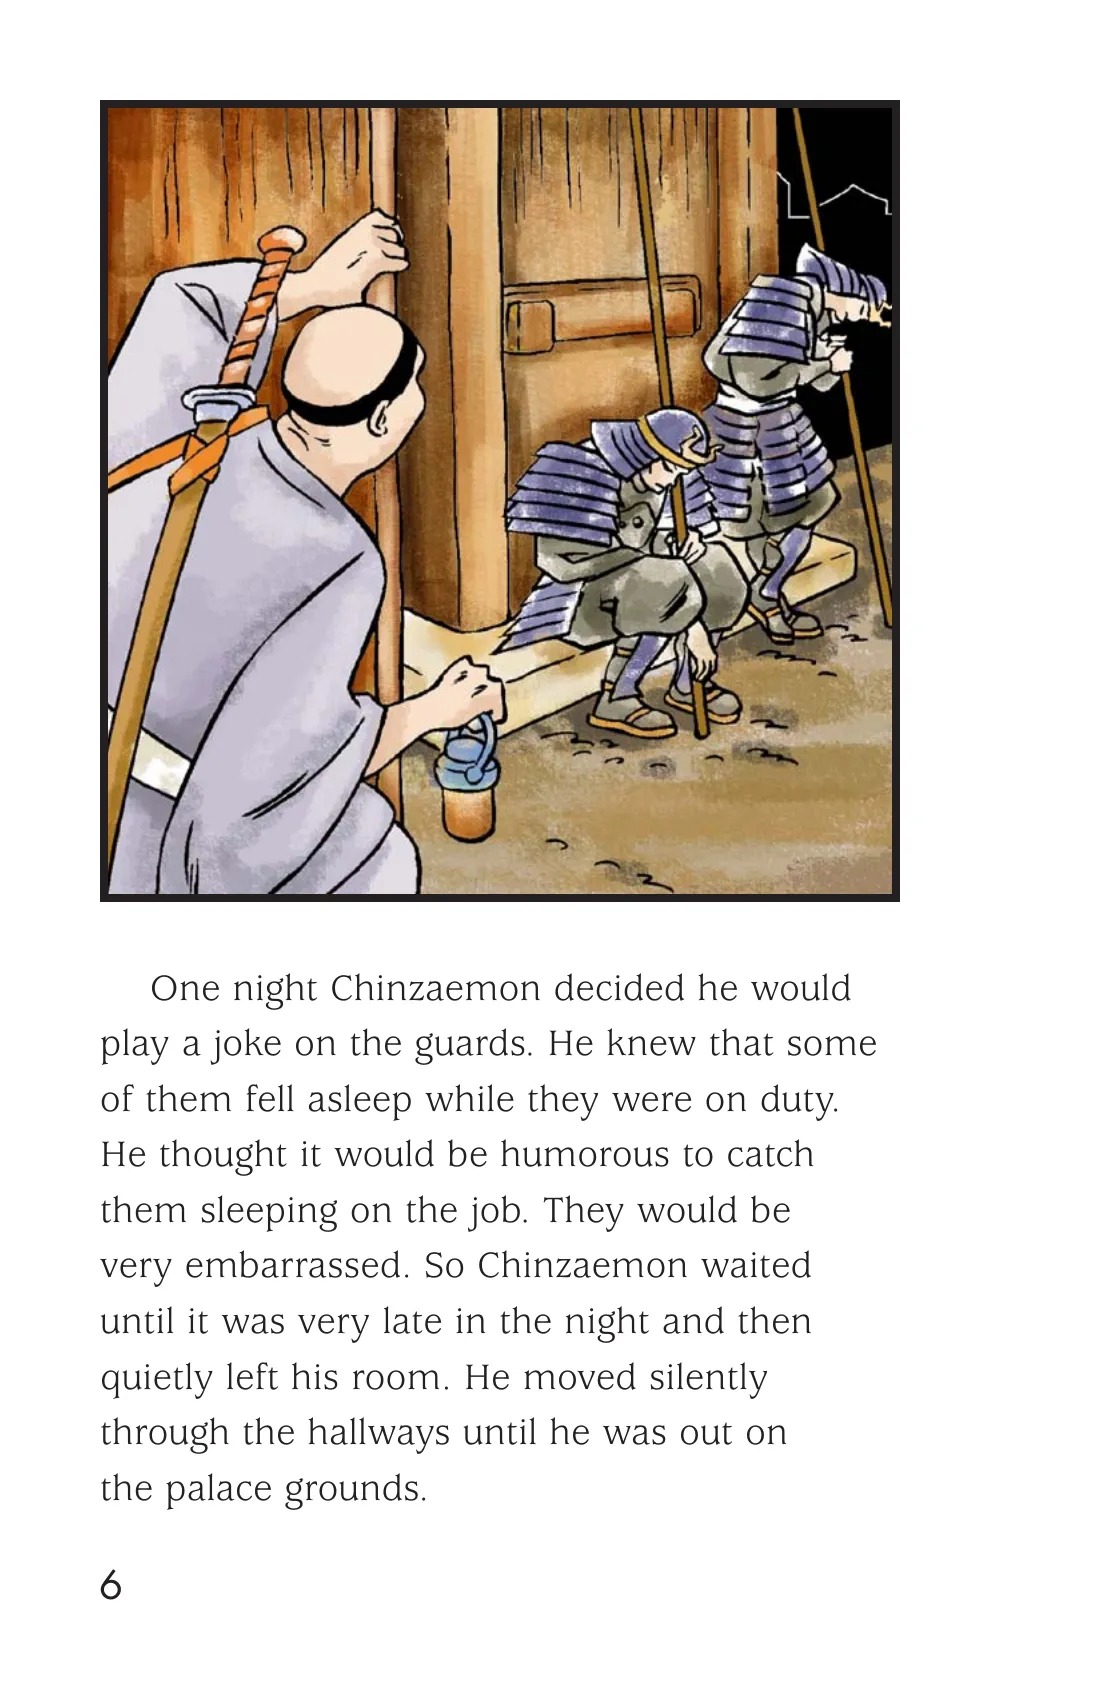 One night Chinzaemon decided he would
play a joke on the guards. He knew that some
of them fell asleep while they were on duty.
He thought it would be humorous to catch
them sleeping on the job. They would be
very embarrassed. So Chinzaemon waited
until it was very late in the night and then
quietly left his room. He moved silently
through the hallways until he was out on
the palace grounds.
6